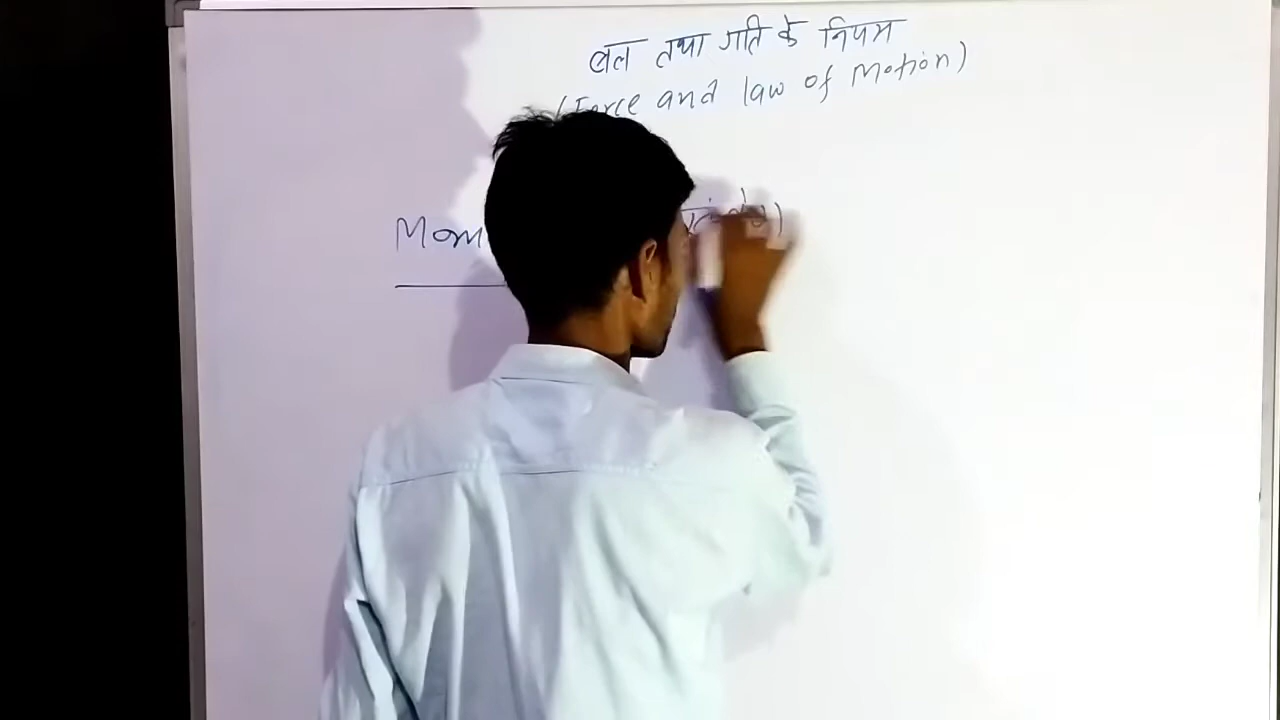 बल तथा गति के नियम
(Force and law of Motion)
Mom